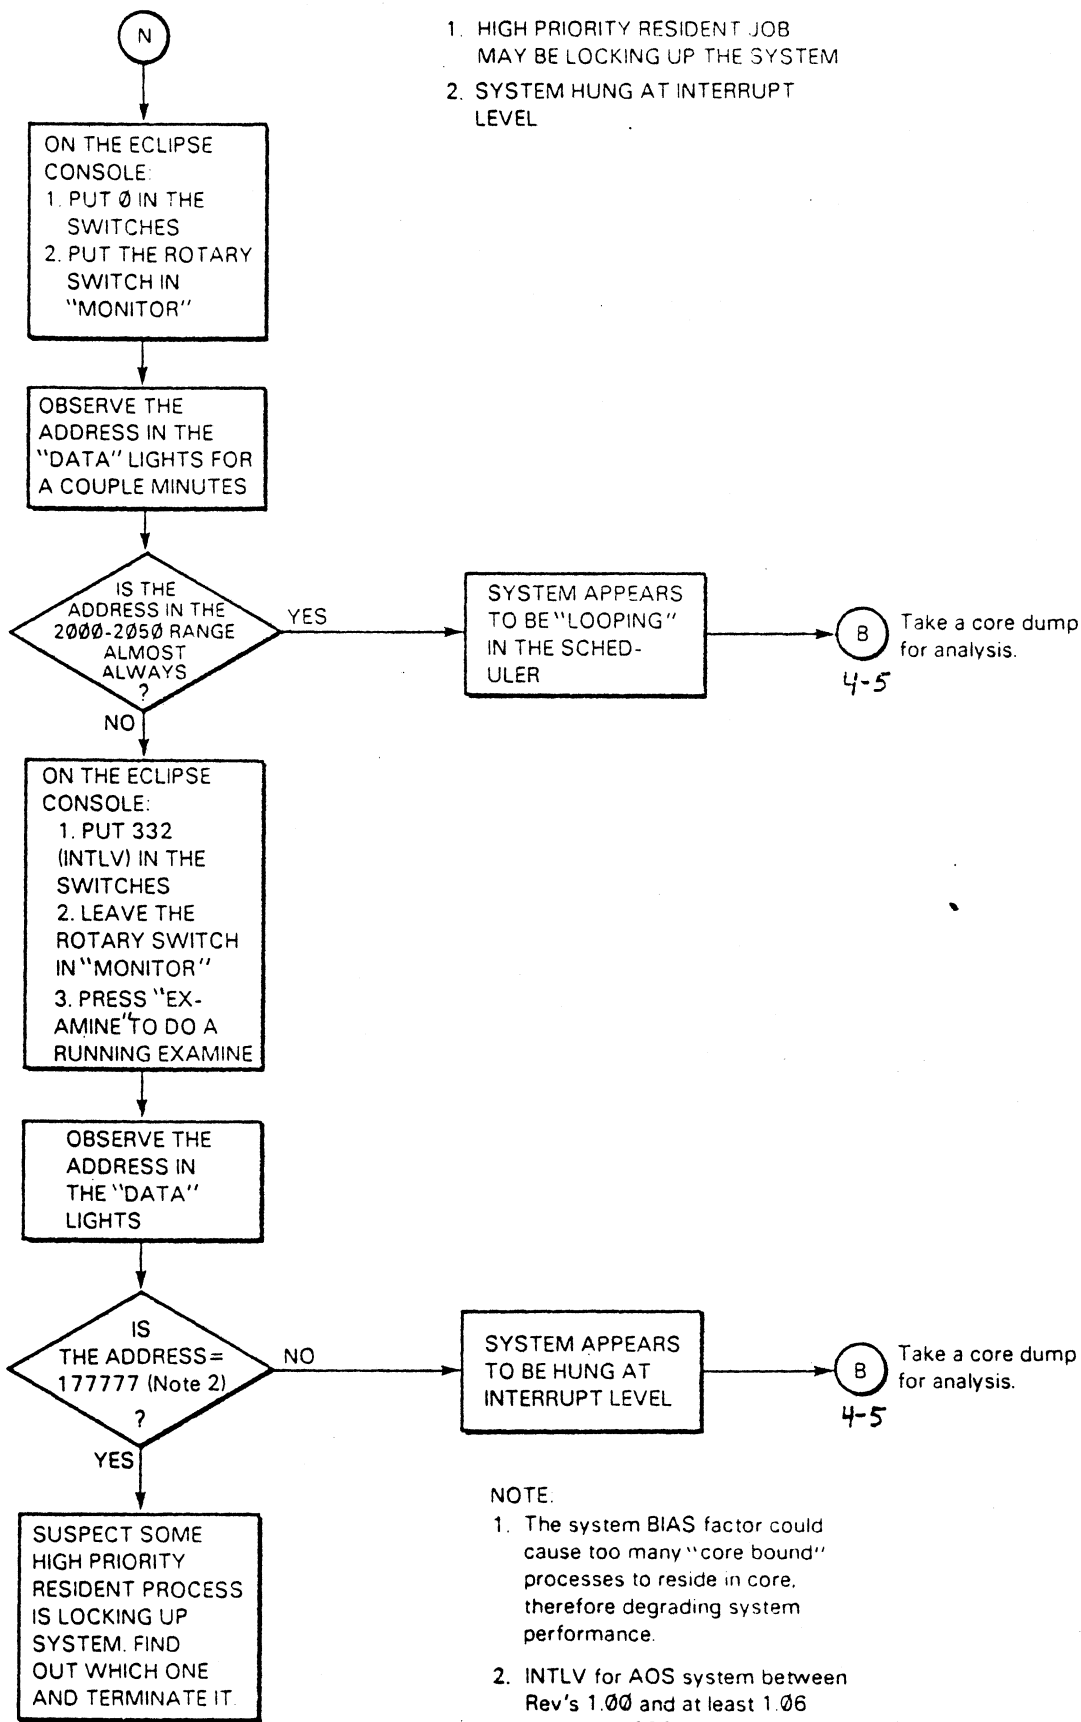 N
1. HIGH PRIORITY RESIDENT JOB
MAY BE LOCKING UP THE SYSTEM
2. SYSTEM HUNG AT INTERRUPT
LEVEL
ON THE ECLIPSE
CONSOLE:
1. PUT Ø IN THE
SWITCHES
2. PUT THE ROTARY
SWITCH IN
"MONITOR"
OBSERVE THE
ADDRESS IN THE
"DATA" LIGHTS FOR
A COUPLE MINUTES
IS THE
ADDRESS IN THE
2ØØØ-2Ø5Ø RANGE
ALMOST
ALWAYS
?
YES
SYSTEM APPEARS
TO BE "LOOPING"
IN THE SCHED-
ULER
B
Take a core dump
for analysis.
4-5
NO
ON THE ECLIPSE
CONSOLE:
1. PUT 332
(INTLV) IN THE
SWITCHES
2. LEAVE THE
ROTARY SWITCH
IN "MONITOR"
3. PRESS "EX-
AMINE" TO DO A
RUNNING EXAMINE
OBSERVE THE
ADDRESS IN
THE "DATA"
LIGHTS
IS
THE ADDRESS=
177777 (Note 2)
?
NO
SYSTEM APPEARS
TO BE HUNG AT
INTERRUPT LEVEL
B
Take a core dump
for analysis.
4-5
YES
SUSPECT SOME
HIGH PRIORITY
RESIDENT PROCESS
IS LOCKING UP
SYSTEM. FIND
OUT WHICH ONE
AND TERMINATE IT.
NOTE:
1. The system BIAS factor could
cause too many "core bound"
processes to reside in core,
therefore degrading system
performance.
2. INTLV for AOS system between
Rev's 1.ØØ and at least 1.Ø6